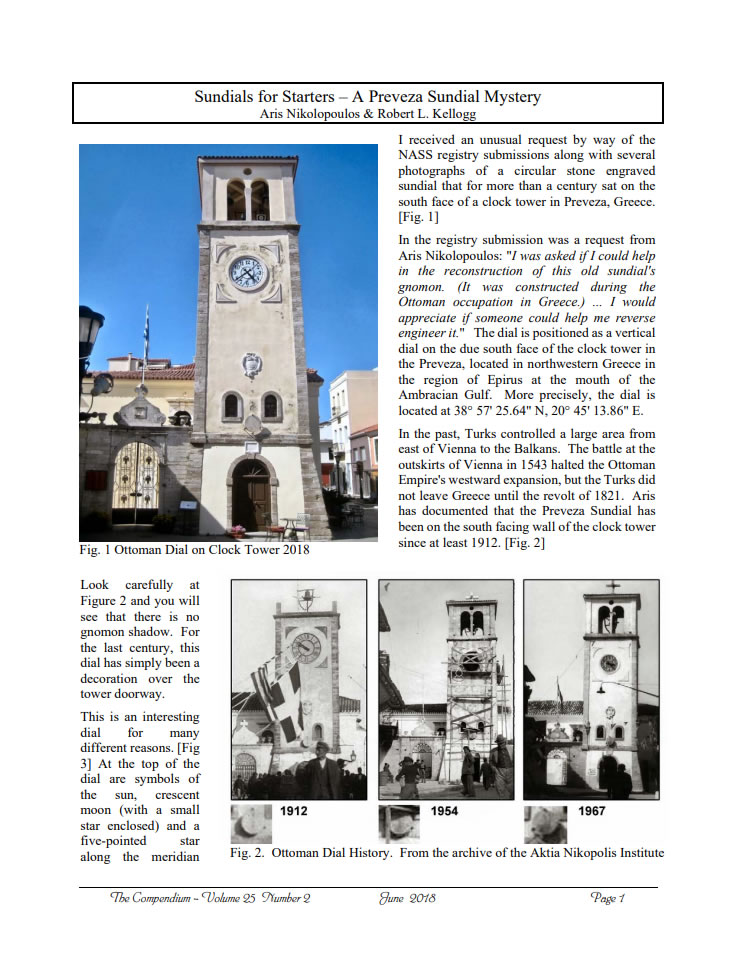 Sundials for Starters – A Preveza Sundial Mystery
Aris Nikolopoulos & Robert L. Kellogg
I received an unusual request by way of the
NASS registry submissions along with several
photographs of a circular stone engraved
sundial that for more than a century sat on the
south face of a clock tower in Preveza, Greece.
[Fig. 1]
In the registry submission was a request from
Aris Nikolopoulos: "I was asked if I could help
in the reconstruction of this old sundial's
gnomon. (It was constructed during the
Ottoman occupation in Greece.) ... I would
appreciate if someone could help me reverse
engineer it." The dial is positioned as a vertical
dial on the due south face of the clock tower in
the Preveza, located in northwestern Greece in
the region of Epirus at the mouth of the
Ambracian Gulf. More precisely, the dial is
located at 38° 57' 25.64" N, 20° 45' 13.86" E.
In the past, Turks controlled a large area from
east of Vienna to the Balkans. The battle at the
outskirts of Vienna in 1543 halted the Ottoman
Empire's westward expansion, but the Turks did
not leave Greece until the revolt of 1821. Aris
has documented that the Preveza Sundial has
been on the south facing wall of the clock tower
since at least 1912. [Fig. 2]
Fig. 1 Ottoman Dial on Clock Tower 2018
Look carefully at
Figure 2 and you will
see that there is no
gnomon shadow. For
the last century, this
dial has simply been a
decoration over the
tower doorway.
This is an interesting
dial for many
different reasons. [Fig
3] At the top of the
dial are symbols of
the sun, crescent
moon (with a small
star enclosed) and a
five-pointed star
along the meridian
1912
1954
1967
Fig. 2. Ottoman Dial History. From the archive of the Aktia Nikopolis Institute
The Compendium – Volume 25 Number 2 June 2018 Page 1